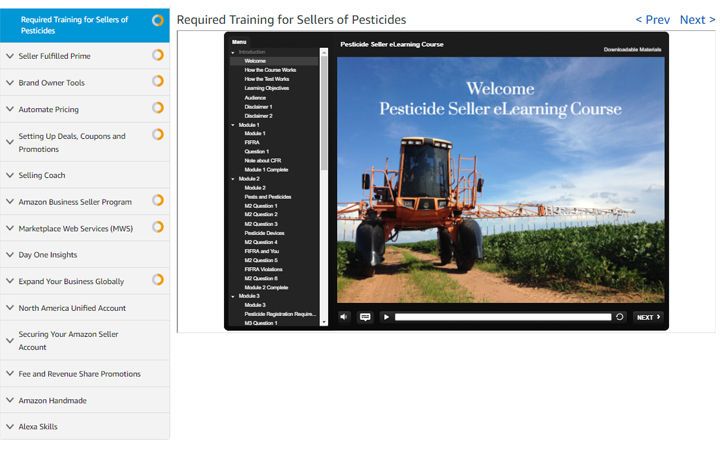 Required Training for Sellers of
Pesticides
Seller Fulfilled Prime
Brand Owner Tools
Automate Pricing
Setting Up Deals, Coupons and
Promotions
Selling Coach
Amazon Business Seller Program
Marketplace Web Services (MWS)
Day One Insights
Expand Your Business Globally
North America Unified Account
Securing Your Amazon Seller
Account
Fee and Revenue Share Promotions
Amazon Handmade
Alexa Skills
Required Training for Sellers of Pesticides
< Prev Next >
Menu
Introduction
Welcome
How the Course Works
How the Test Works
Learning Objectives
Audience
Disclaimer 1
Disclaimer 2
Module 1
Module 1
FIFRA
Question 1
Note about CFR
Module 1 Complete
Module 2
Module 2
Pests and Pesticides
M2 Question 1
M2 Question 2
M2 Question 3
Pesticide Devices
M2 Question 4
FIFRA and You
M2 Question 5
FIFRA Violations
M2 Question 6
Module 2 Complete
Module 3
Module 3
Pesticide Registration Require...
M3 Question 1
Pesticide Seller eLearning Course
Downloadable Materials
Welcome
Pesticide Seller eLearning Course
NEXT >